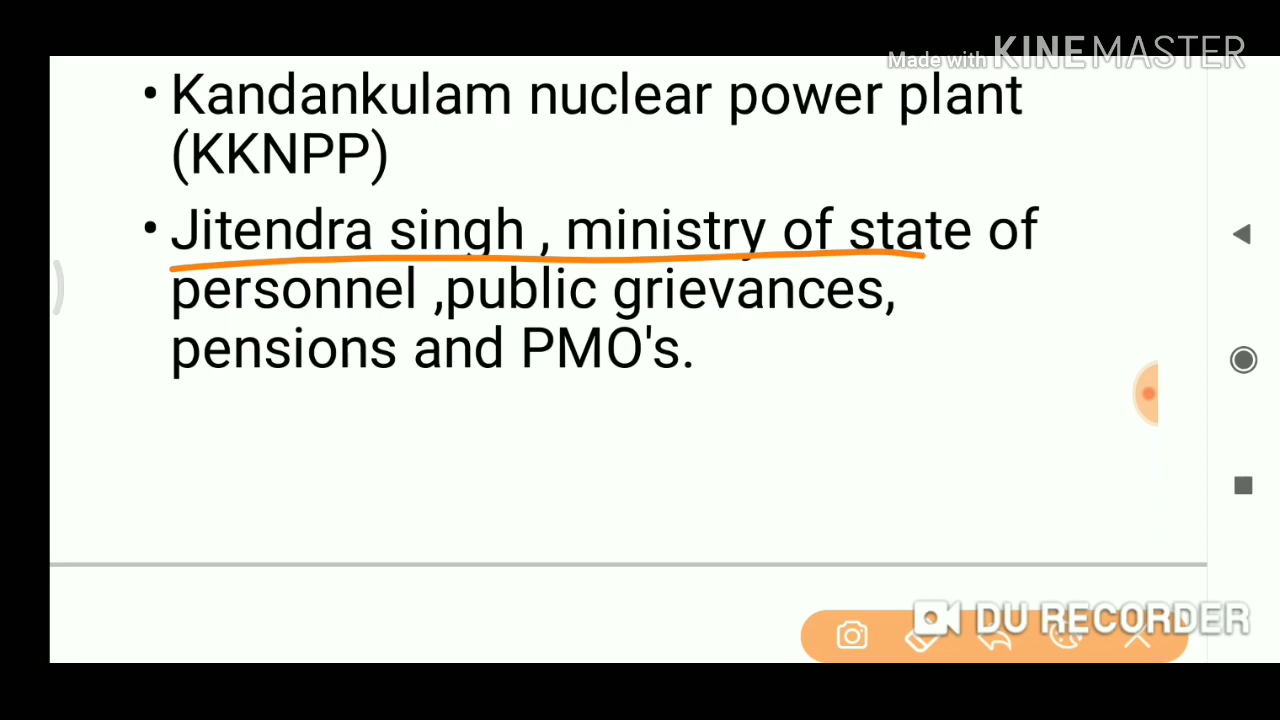 Made with KINEMASTER
• Kandankulam nuclear power plant
(KKNPP)
• Jitendra singh , ministry of state of
personnel ,public grievances,
pensions and PMO's.
DU RECORDER